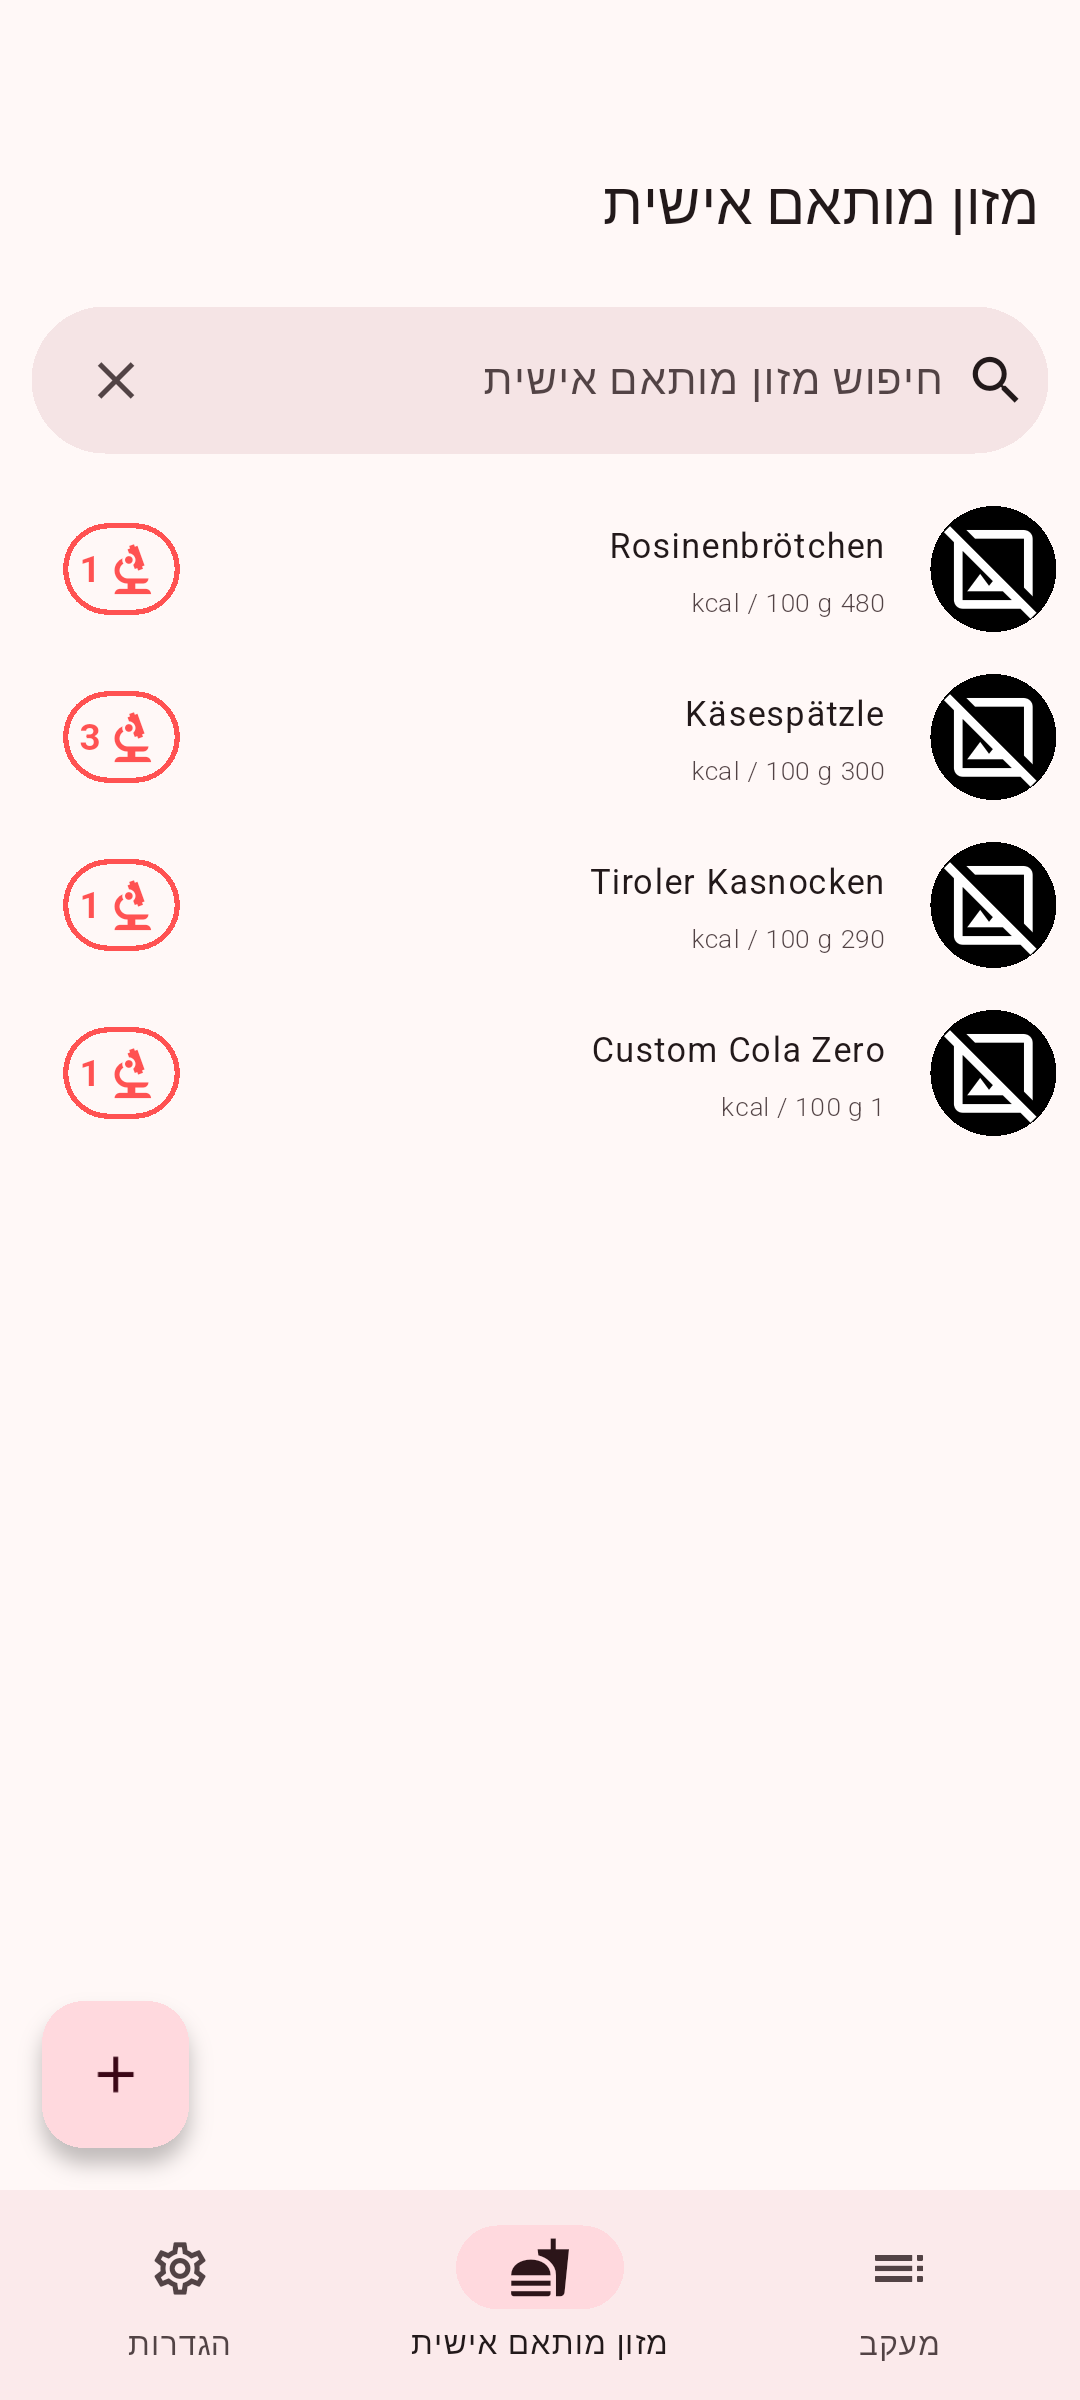 מזון מותאם אישית
חיפוש מזון מותאם אישית
Rosinenbrötchen
kcal / 100 g 480
1
Käsespätzle
kcal / 100 g 300
3
Tiroler Kasnocken
kcal / 100 g 290
1
Custom Cola Zero
kcal / 100 g 1
1
מעקב
מזון מותאם אישית
הגדרות